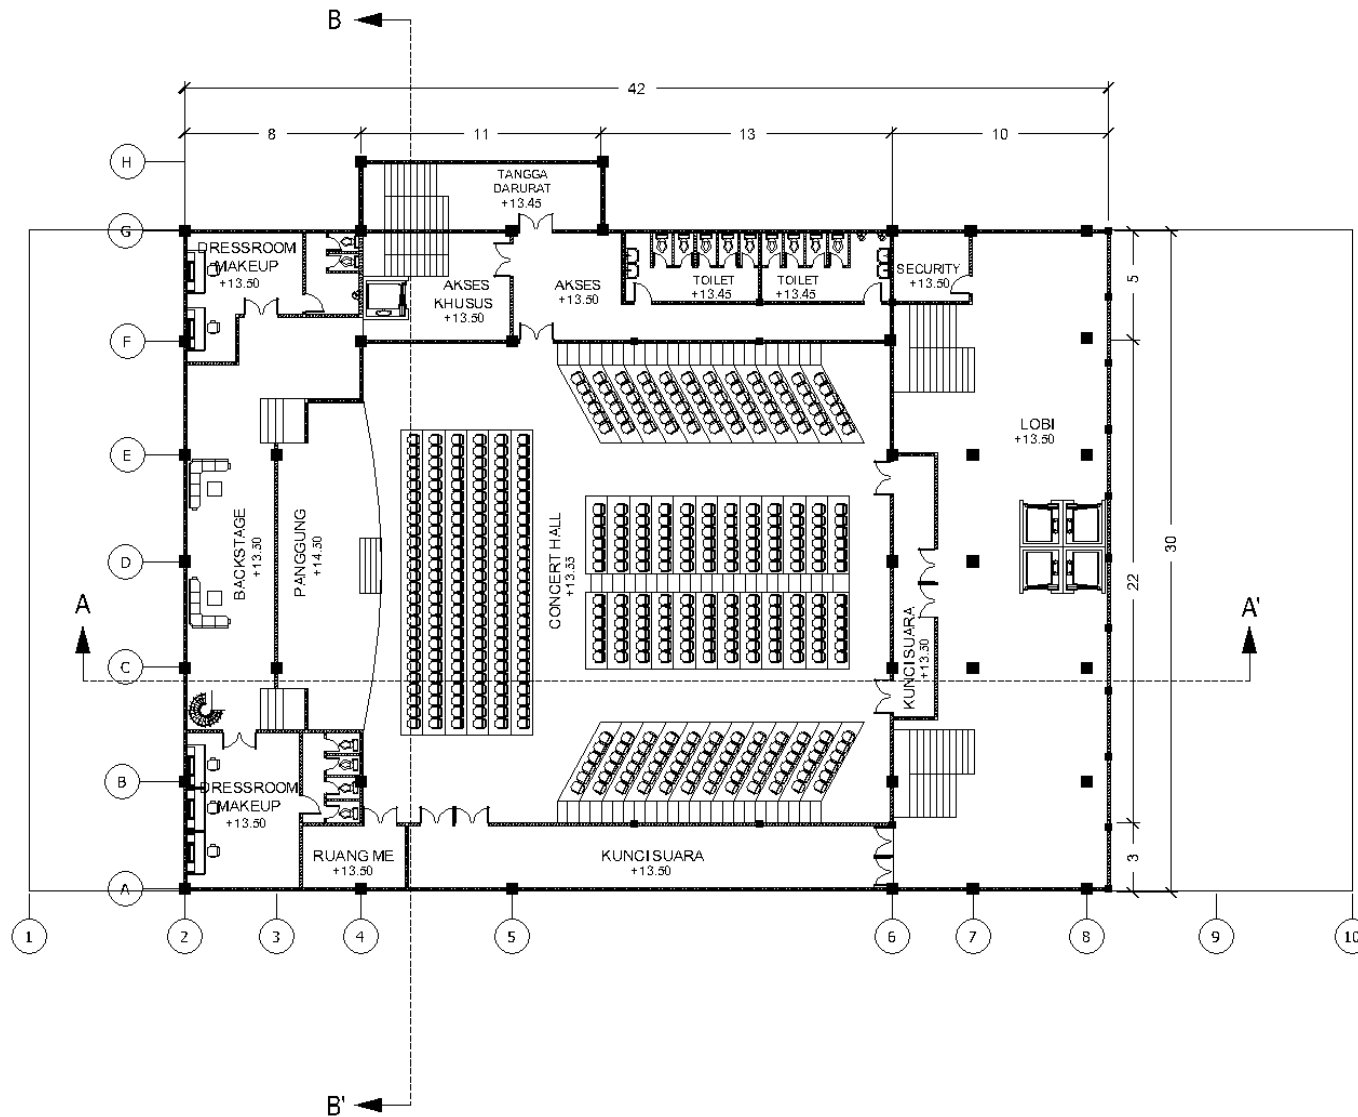 B
42
8
11
13
10
H
TANGGA
DARURAT
+13.45
G
DRESSROOM
MAKEUP
+13.50
AKSES
KHUSUS
+13.50
AKSES
+13.50
TOILET
+13.45
TOILET
+13.45
SECURITY
+13.50
5
F
LOBI
+13.50
E
BACKSTAGE
+13.50
PANGGUNG
+14.50
CONCERT HALL
+13.55
D
30
22
A
A'
KUNCI SUARA
+13.50
C
B
DRESSROOM
MAKEUP
+13.50
RUANG ME
+13.50
KUNCI SUARA
+13.50
3
A
1
2
3
4
5
6
7
8
9
10
B'